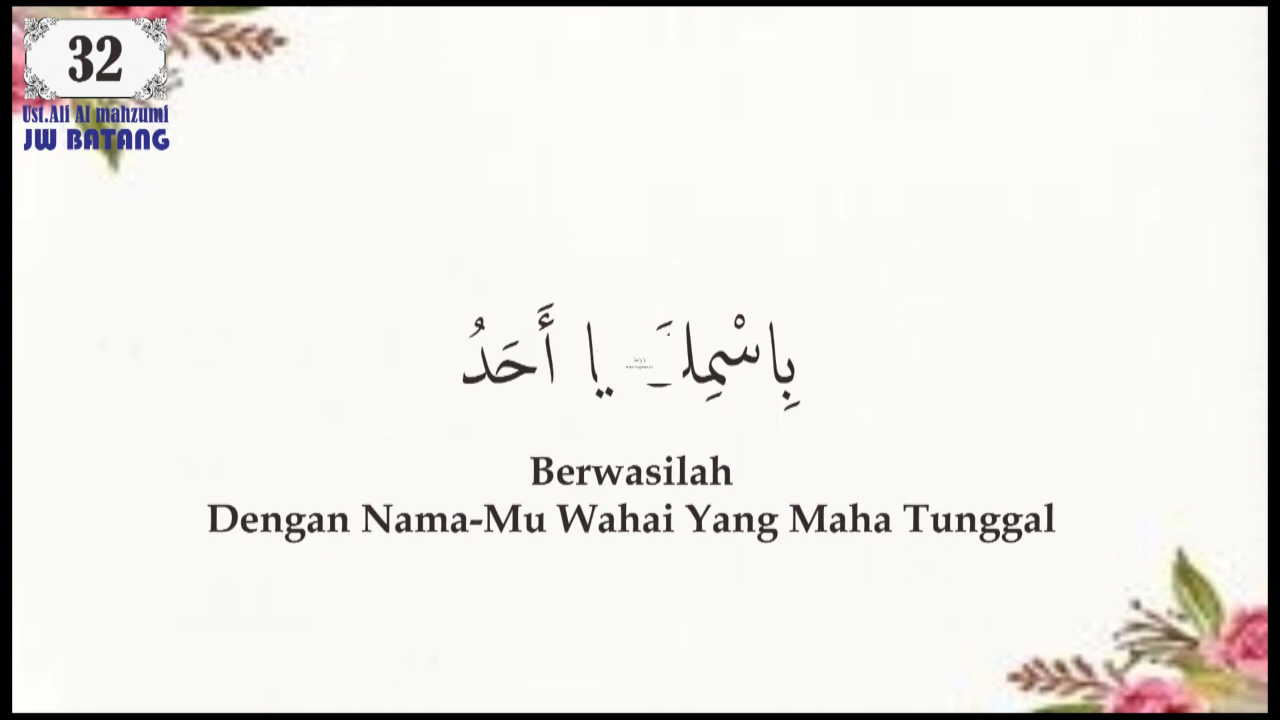 32
Ust.Ali Al mahzumi
JW BATANG
بِاسْمِكَ يا أَحَدُ
Berwasilah
Dengan Nama-Mu Wahai Yang Maha Tunggal